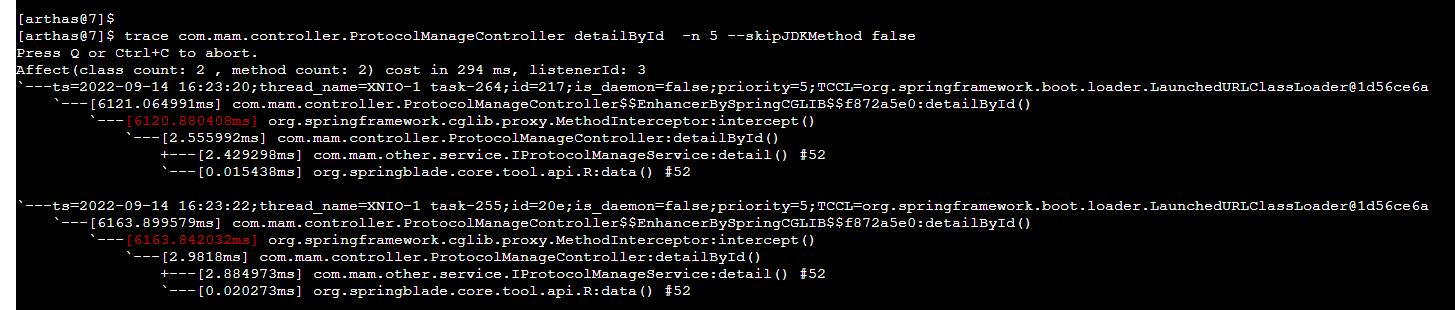 [arthas@7]$
[arthas@7]$ trace com.mam.controller.ProtocolManageController detailById  -n 5 --skipJDKMethod false
Press Q or Ctrl+C to abort.
Affect(class count: 2 , method count: 2) cost in 294 ms, listenerId: 3
`---ts=2022-09-14 16:23:20;thread_name=XNIO-1 task-264;id=217;is_daemon=false;priority=5;TCCL=org.springframework.boot.loader.LaunchedURLClassLoader@1d56ce6a
    `---[6121.064991ms] com.mam.controller.ProtocolManageController$$EnhancerBySpringCGLIB$$f872a5e0:detailById()
        `---[6120.880408ms] org.springframework.cglib.proxy.MethodInterceptor:intercept()
            `---[2.555992ms] com.mam.controller.ProtocolManageController:detailById()
                +---[2.429298ms] com.mam.other.service.IProtocolManageService:detail() #52
                `---[0.015438ms] org.springblade.core.tool.api.R:data() #52
`---ts=2022-09-14 16:23:22;thread_name=XNIO-1 task-255;id=20e;is_daemon=false;priority=5;TCCL=org.springframework.boot.loader.LaunchedURLClassLoader@1d56ce6a
    `---[6163.899579ms] com.mam.controller.ProtocolManageController$$EnhancerBySpringCGLIB$$f872a5e0:detailById()
        `---[6163.842032ms] org.springframework.cglib.proxy.MethodInterceptor:intercept()
            `---[2.9818ms] com.mam.controller.ProtocolManageController:detailById()
                +---[2.884973ms] com.mam.other.service.IProtocolManageService:detail() #52
                `---[0.020273ms] org.springblade.core.tool.api.R:data() #52